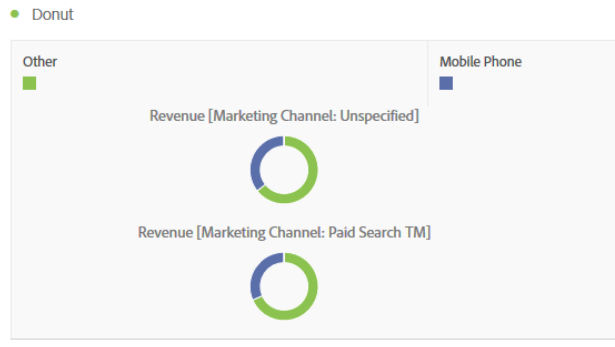 Donut
Other
Mobile Phone
Revenue [Marketing Channel: Unspecified]
Revenue [Marketing Channel: Paid Search TM]